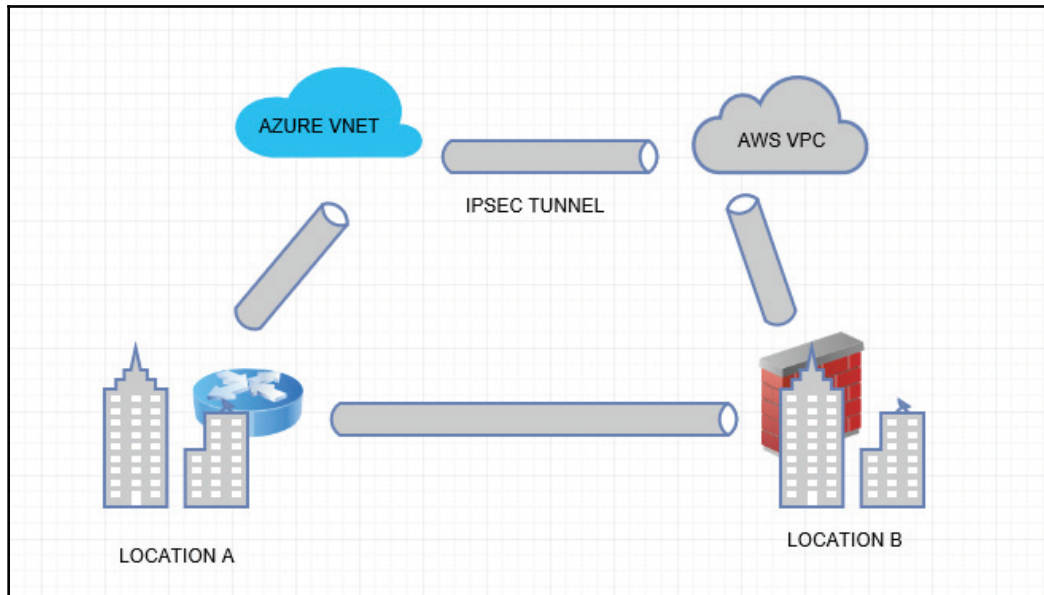 AZURE VNET
AWS VPC
IPSEC TUNNEL
LOCATION A
LOCATION B